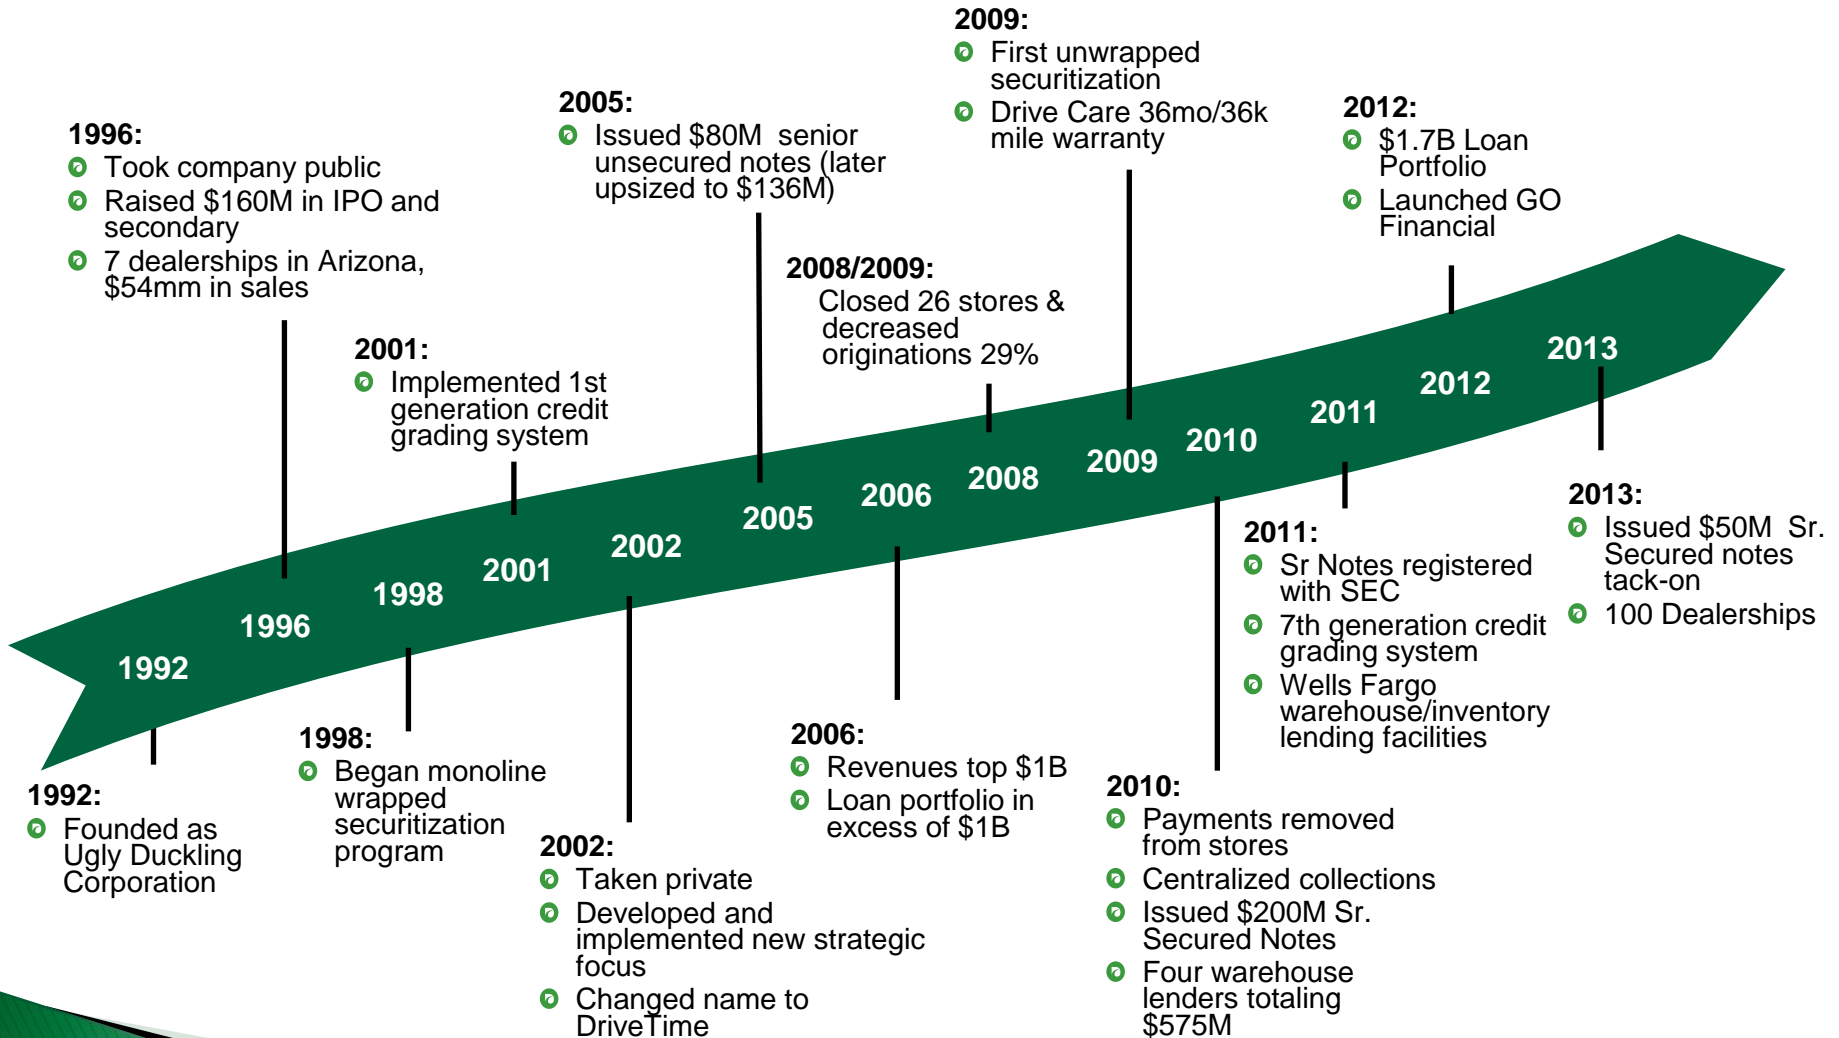 2009:
First unwrapped
securitization
Drive Care 36mo/36k
mile warranty
2005:
Issued $80M  senior
unsecured notes (later
upsized to $136M)
2012:
$1.7B Loan
Portfolio
Launched GO
Financial
1996:
Took company public
Raised $160M in IPO and
secondary
7 dealerships in Arizona,
$54mm in sales
2008/2009:
Closed 26 stores &
decreased
originations 29%
2001:
Implemented 1st
generation credit
grading system
1992
1996
1998
2001
2002
2005
2006
2008
2009
2010
2011
2012
2013
1992:
Founded as
Ugly Duckling
Corporation
1998:
Began monoline
wrapped
securitization
program
2002:
Taken private
Developed and
implemented new strategic
focus
Changed name to
DriveTime
2006:
Revenues top $1B
Loan portfolio in
excess of $1B
2010:
Payments removed
from stores
Centralized collections
Issued $200M Sr.
Secured Notes
Four warehouse
lenders totaling
$575M
2011:
Sr Notes registered
with SEC
7th generation credit
grading system
Wells Fargo
warehouse/inventory
lending facilities
2013:
Issued $50M  Sr.
Secured notes
tack-on
100 Dealerships